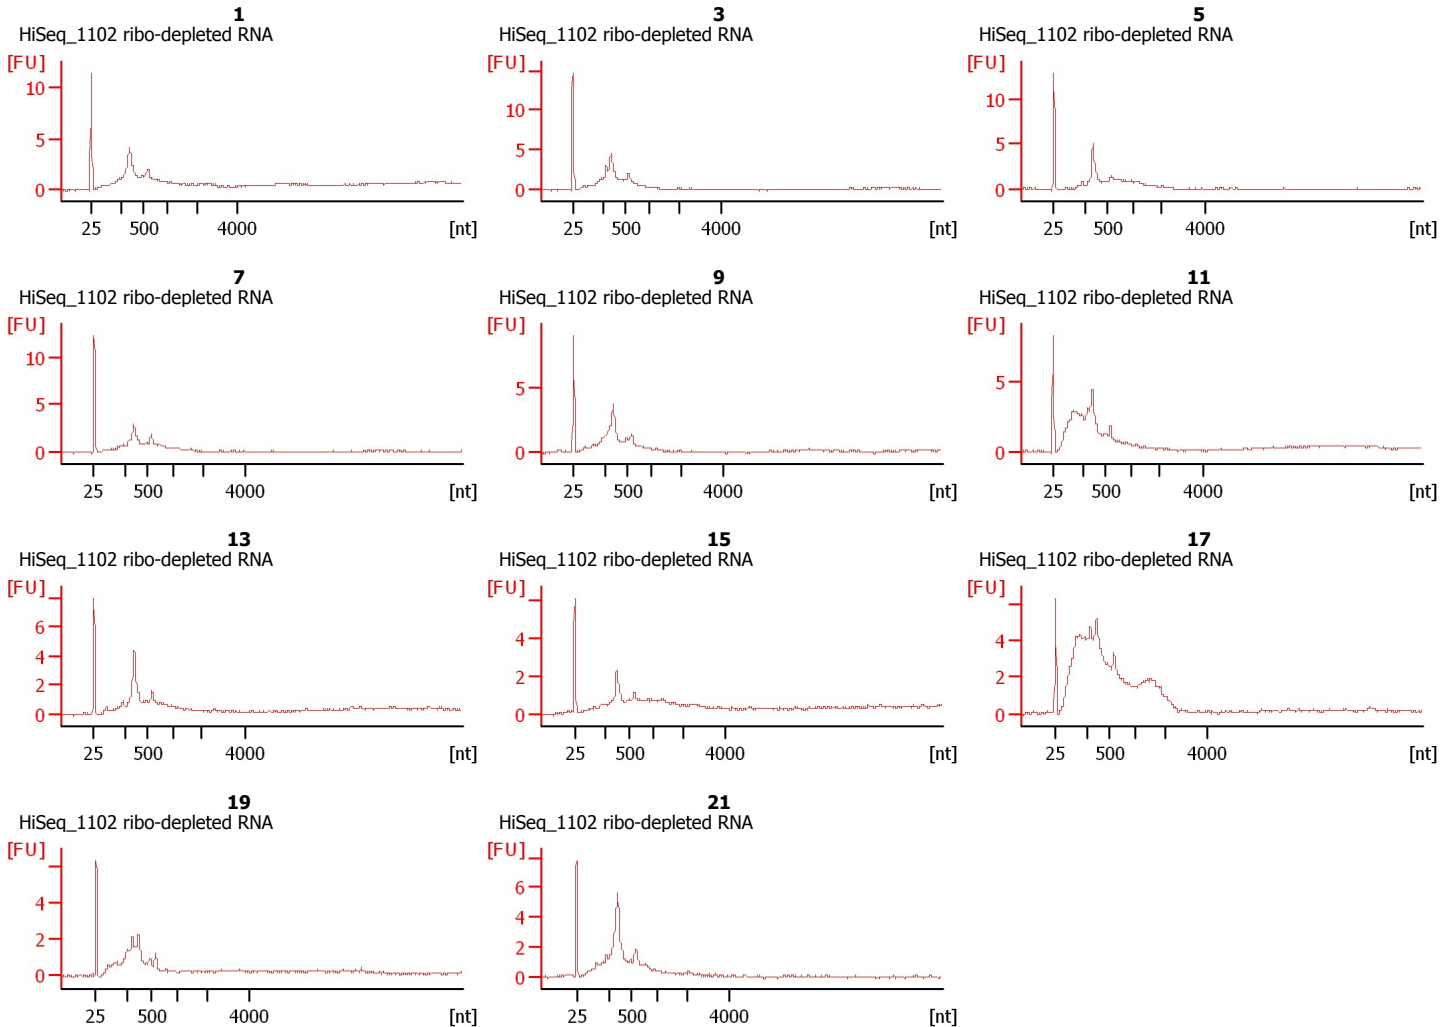 1
HiSeq_1102 ribo-depleted RNA
[FU]
10
5
0
25 500 4000 [nt]
3
HiSeq_1102 ribo-depleted RNA
[FU]
10
5
0
25 500 4000 [nt]
5
HiSeq_1102 ribo-depleted RNA
[FU]
10
5
0
25 500 4000 [nt]
7
HiSeq_1102 ribo-depleted RNA
[FU]
10
5
0
25 500 4000 [nt]
9
HiSeq_1102 ribo-depleted RNA
[FU]
5
0
25 500 4000 [nt]
11
HiSeq_1102 ribo-depleted RNA
[FU]
5
0
25 500 4000 [nt]
13
HiSeq_1102 ribo-depleted RNA
[FU]
6
4
2
0
25 500 4000 [nt]
15
HiSeq_1102 ribo-depleted RNA
[FU]
4
2
0
25 500 4000 [nt]
17
HiSeq_1102 ribo-depleted RNA
[FU]
4
2
0
25 500 4000 [nt]
19
HiSeq_1102 ribo-depleted RNA
[FU]
4
2
0
25 500 4000 [nt]
21
HiSeq_1102 ribo-depleted RNA
[FU]
6
4
2
0
25 500 4000 [nt]